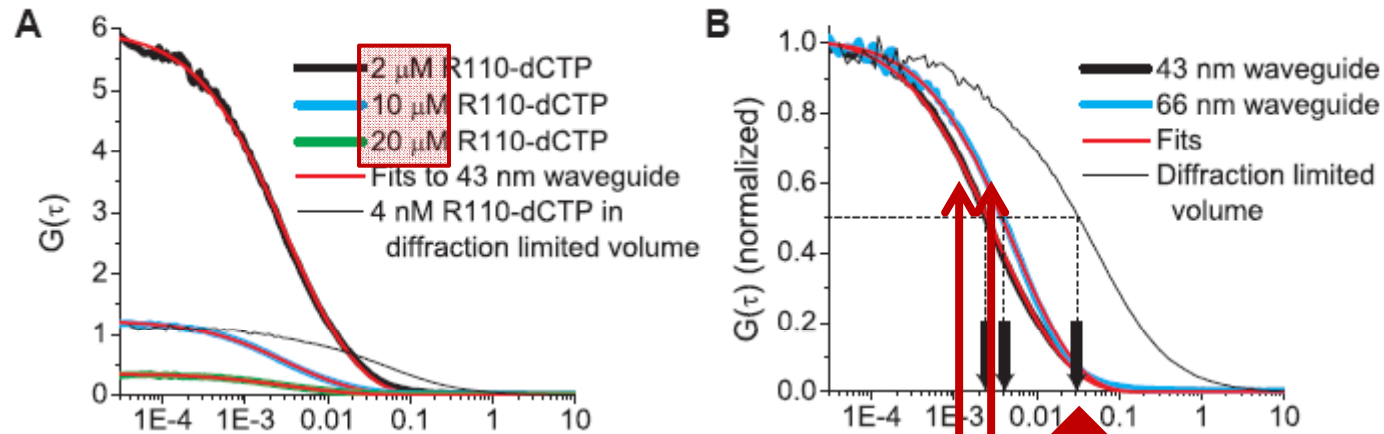 A
6
5
4
3
2
1
0
G(τ)
1E-4 1E-3 0.01 0.1 1 10
2 μM R110-dCTP
10 μM R110-dCTP
20 μM R110-dCTP
Fits to 43 nm waveguide
4 nM R110-dCTP in
diffraction limited volume
B
1.0
0.8
0.6
0.4
0.2
0.0
G(τ) (normalized)
1E-4 1E-3 0.01 0.1 1 10
43 nm waveguide
66 nm waveguide
Fits
Diffraction limited
volume